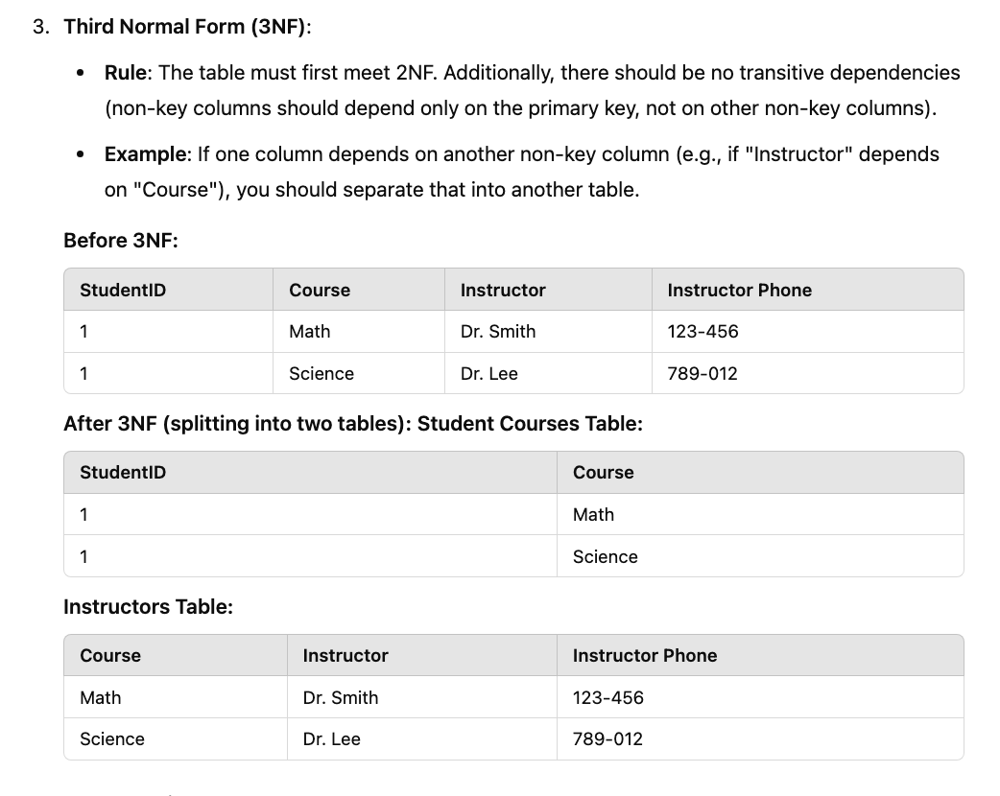 3. Third Normal Form (3NF):
• Rule: The table must first meet 2NF. Additionally, there should be no transitive dependencies
(non-key columns should depend only on the primary key, not on other non-key columns).
• Example: If one column depends on another non-key column (e.g., if "Instructor" depends
on "Course"), you should separate that into another table.
Before 3NF:
StudentID Course Instructor Instructor Phone
1 Math Dr. Smith 123-456
1 Science Dr. Lee 789-012
After 3NF (splitting into two tables): Student Courses Table:
StudentID Course
1 Math
1 Science
Instructors Table:
Course Instructor Instructor Phone
Math Dr. Smith 123-456
Science Dr. Lee 789-012